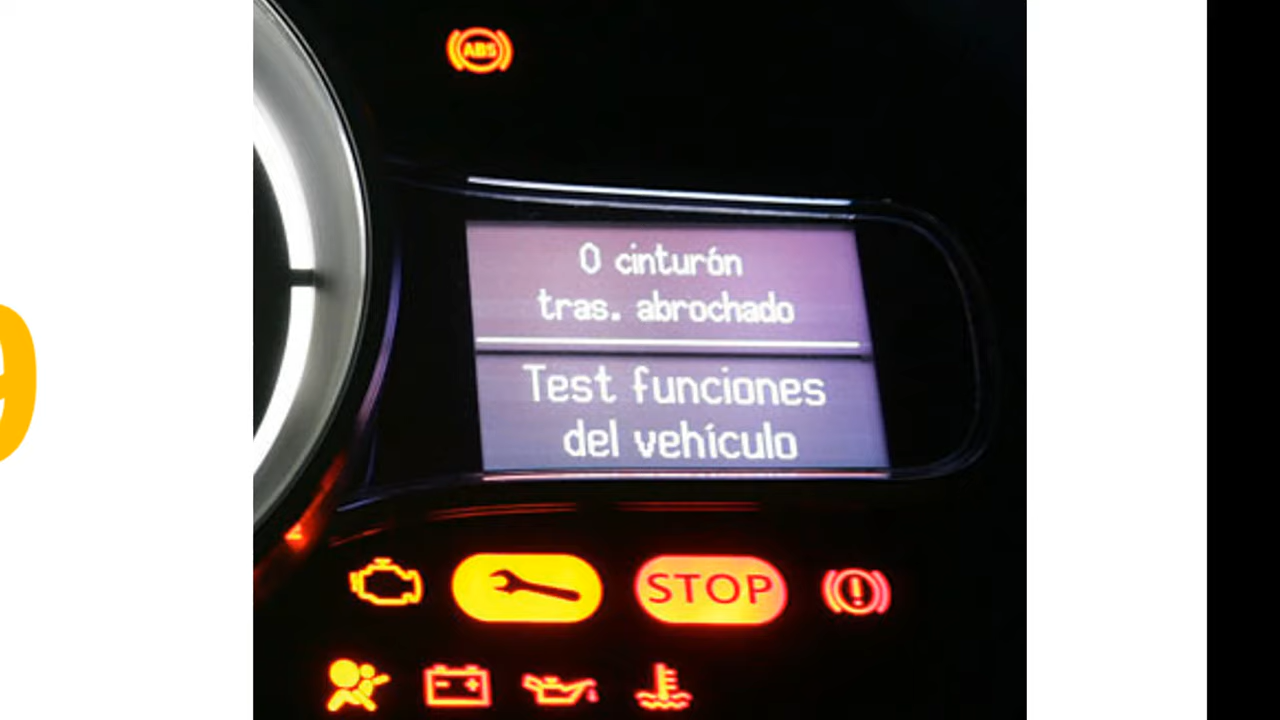 ABS
0 cinturón
tras. abrochado
Test funciones
del vehículo
STOP